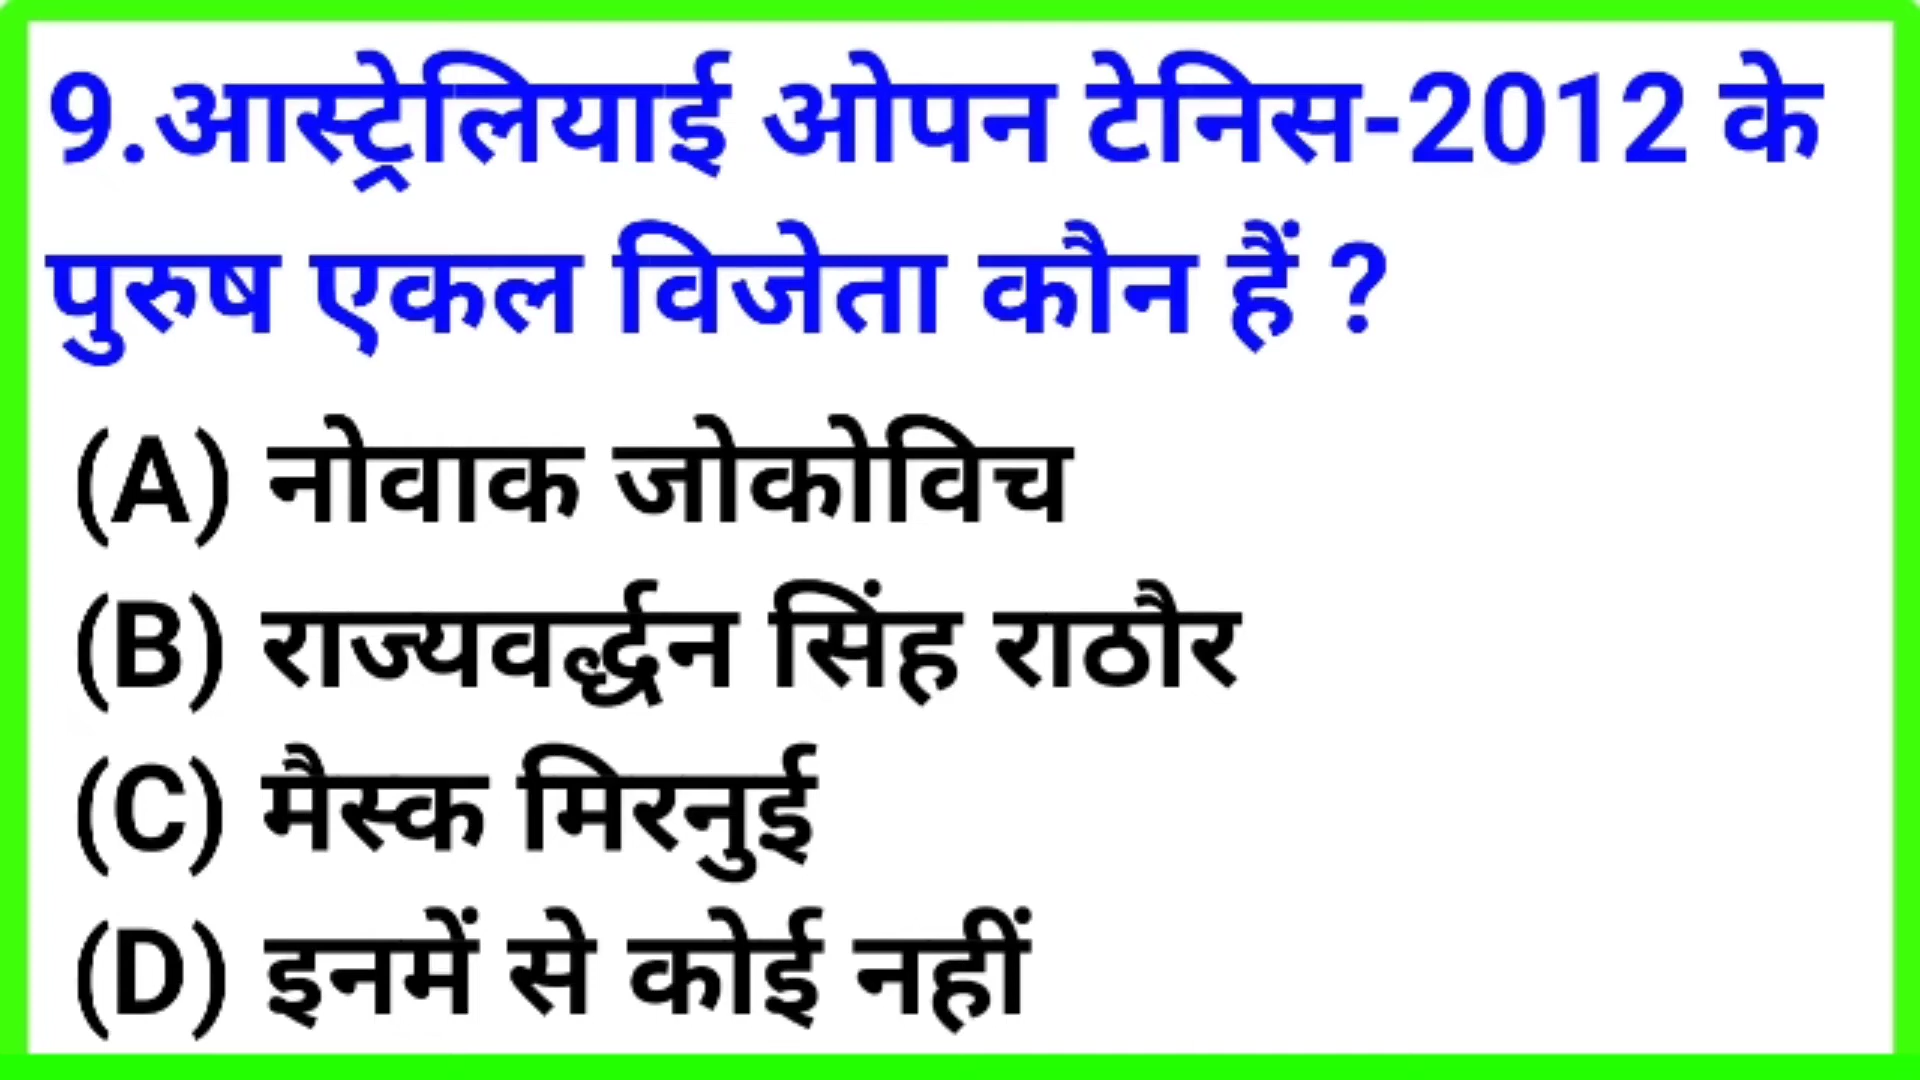 9.आस्ट्रेलियाई ओपन टेनिस-2012 के
पुरुष एकल विजेता कौन हैं ?
(A) नोवाक जोकोविच
(B) राज्यवर्द्धन सिंह राठौर
(C) मैस्क मिरनुई
(D) इनमें से कोई नहीं